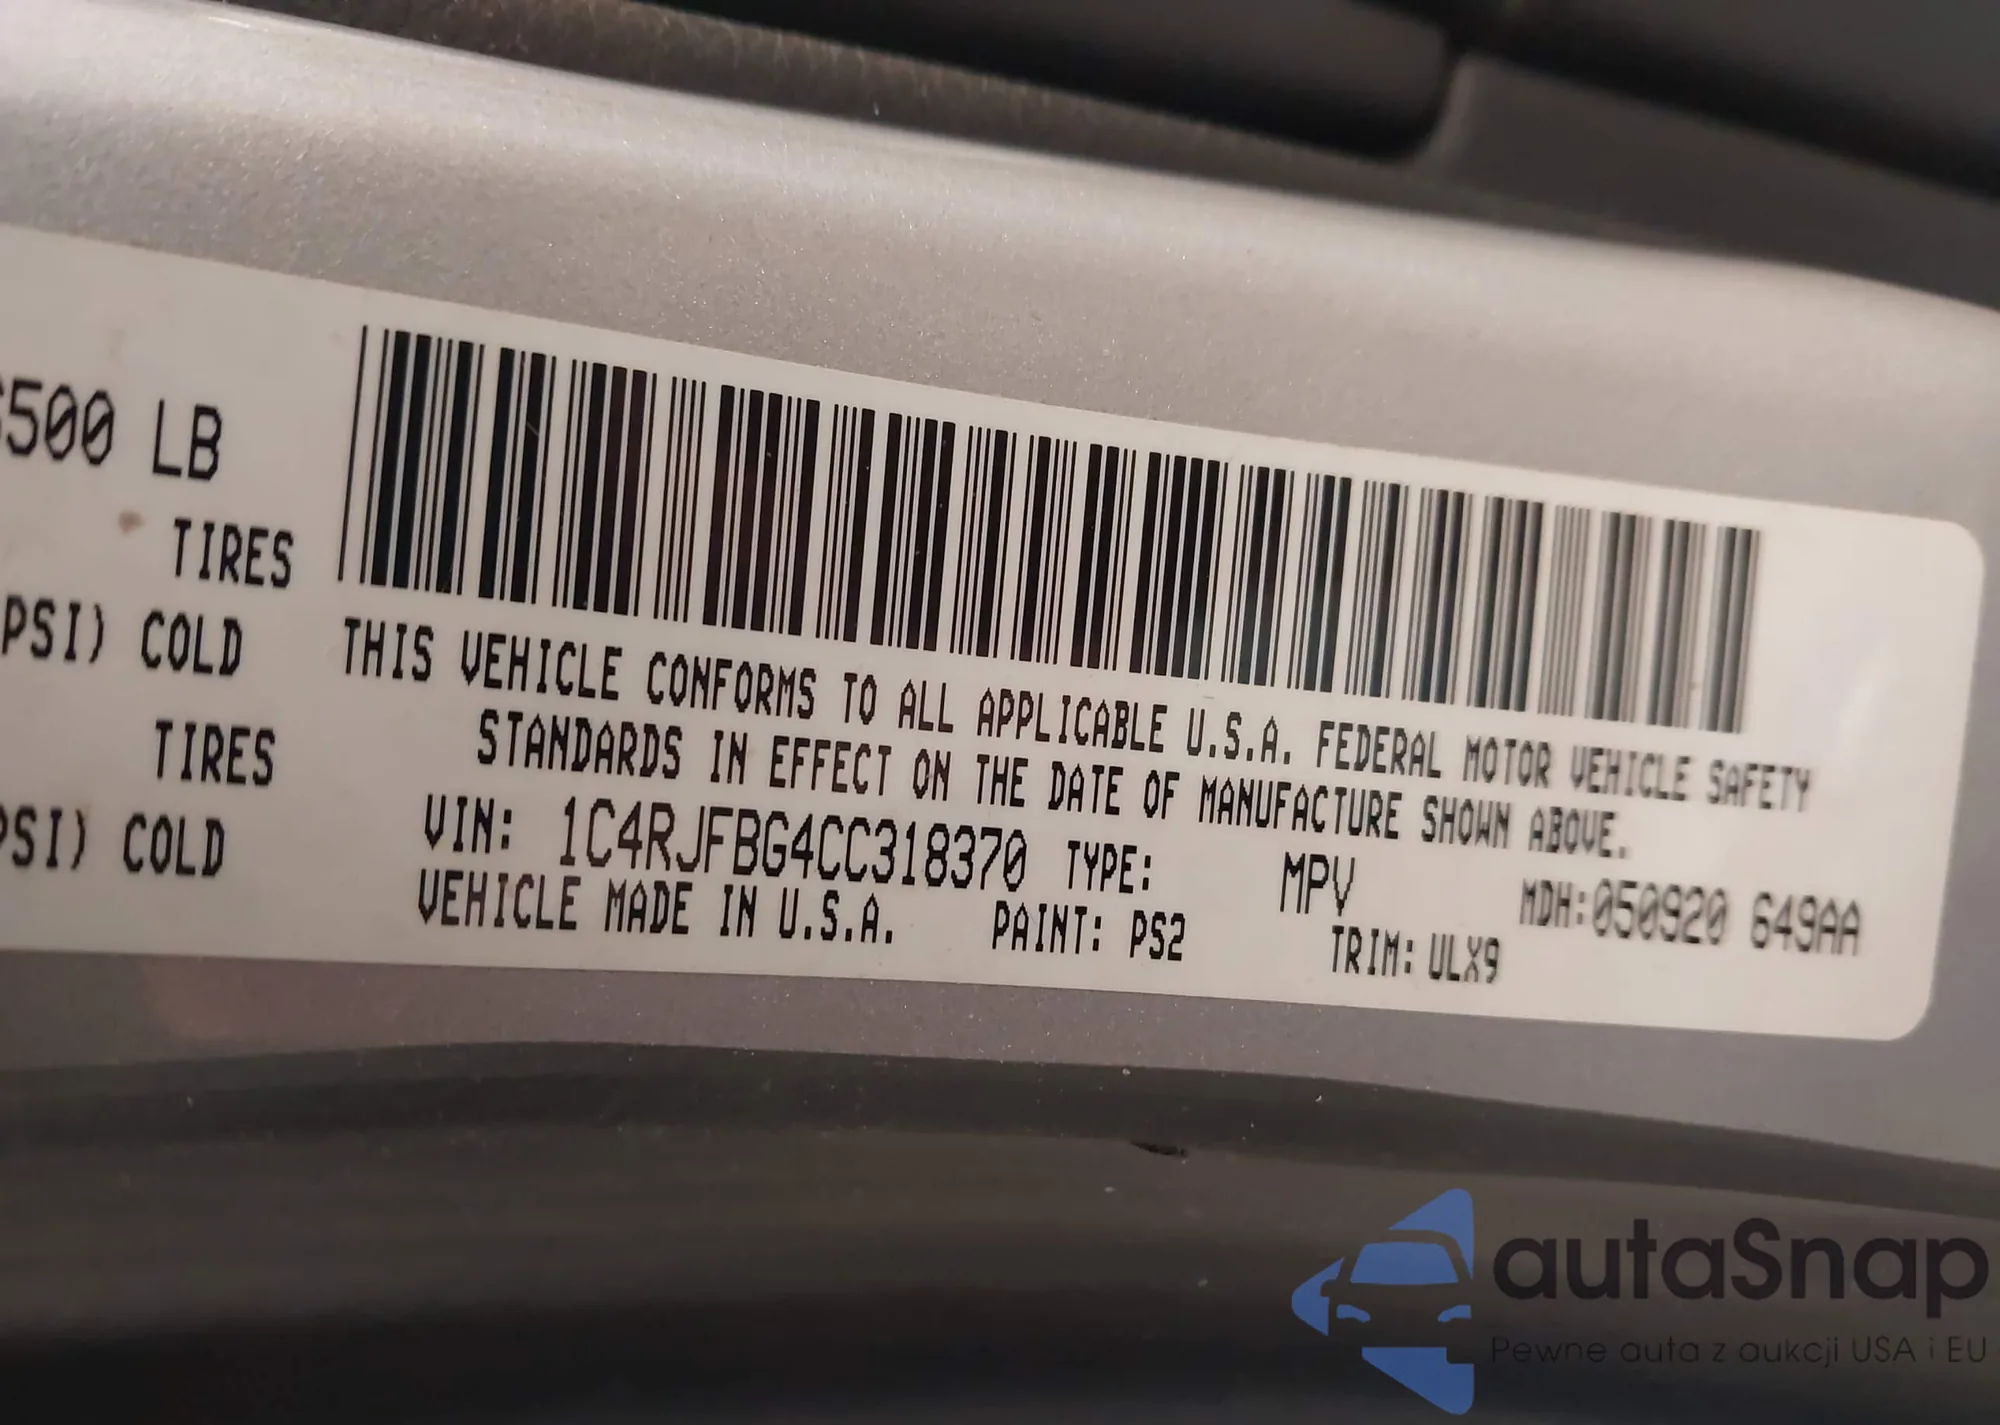 500 LB
TIRES
PSI) COLD
TIRES
PSI) COLD
THIS VEHICLE CONFORMS TO ALL APPLICABLE U.S.A. FEDERAL MOTOR VEHICLE SAFETY
STANDARDS IN EFFECT ON THE DATE OF MANUFACTURE SHOWN ABOVE.
VIN: 1C4RJFBG4CC318370 TYPE: MPV MDH:050920 649AA
VEHICLE MADE IN U.S.A. PAINT: PS2 TRIM: ULX9
autaSnap
Pewne auta z aukcji USA i EU